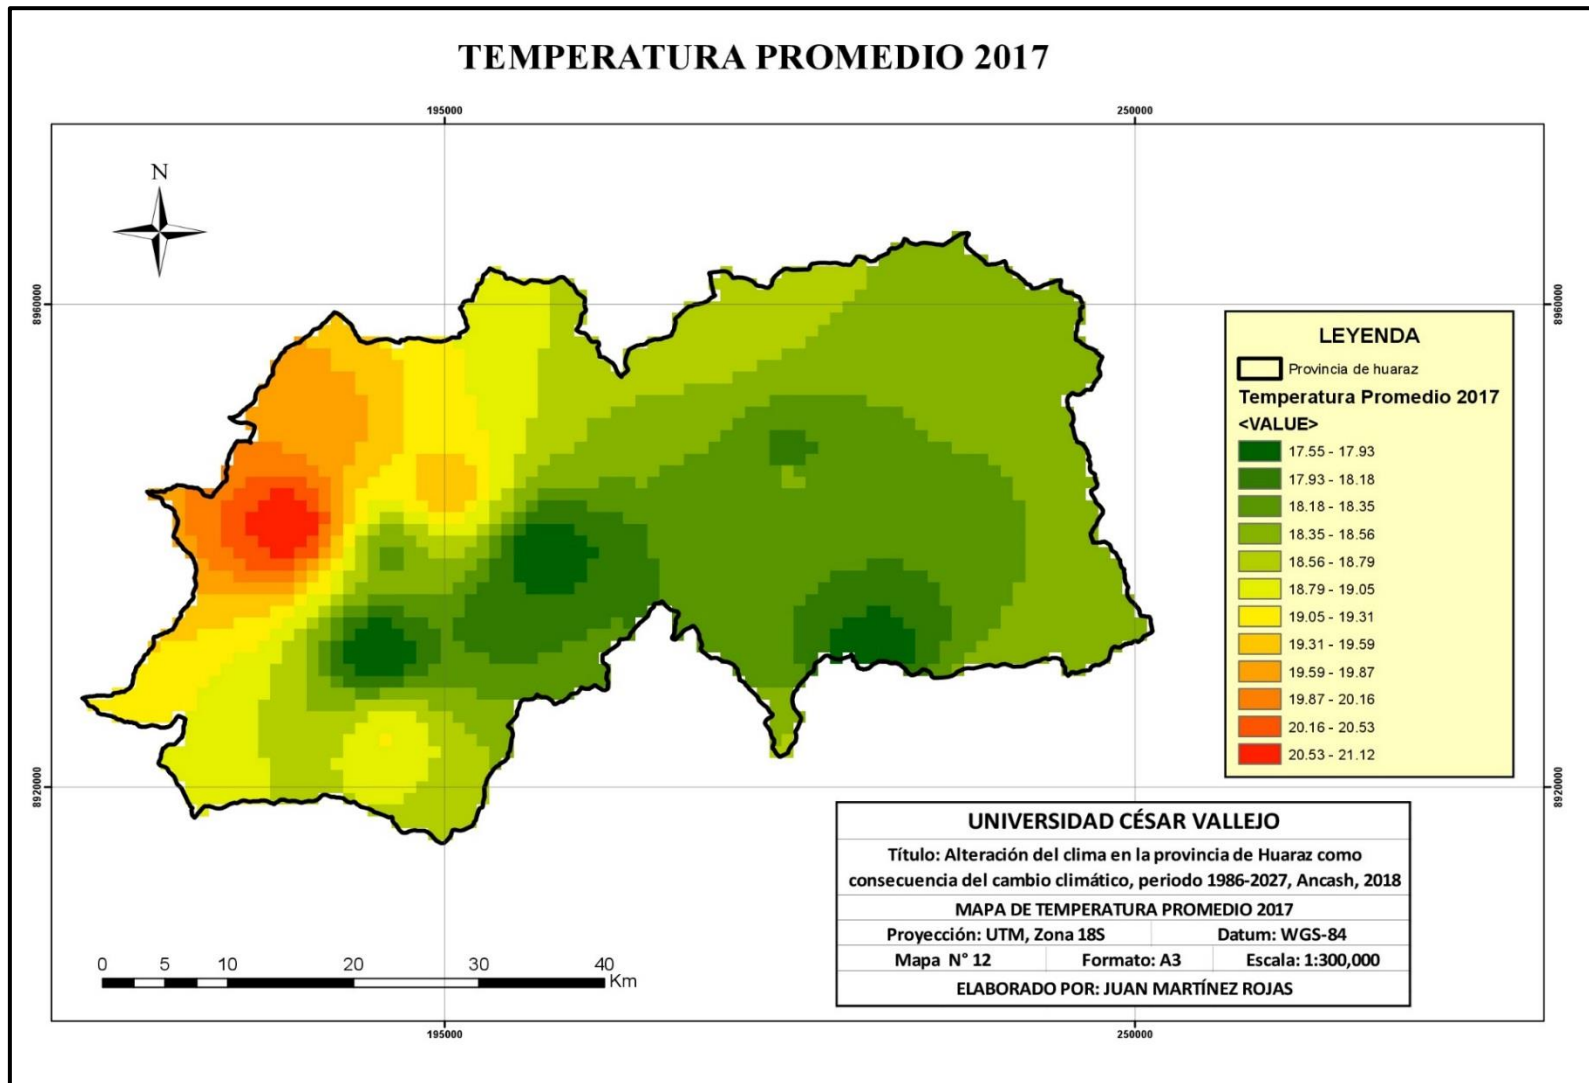 TEMPERATURA PROMEDIO 2017
195000
250000
N
8960000
8960000
LEYENDA
Provincia de huaraz
Temperatura Promedio 2017
<VALUE>
17.55 - 17.93
17.93 - 18.18
18.18 - 18.35
18.35 - 18.56
18.56 - 18.79
18.79 - 19.05
19.05 - 19.31
19.31 - 19.59
19.59 - 19.87
19.87 - 20.16
20.16 - 20.53
20.53 - 21.12
8920000
8920000
UNIVERSIDAD CÉSAR VALLEJO
Título: Alteración del clima en la provincia de Huaraz como
consecuencia del cambio climático, periodo 1986-2027, Ancash, 2018
MAPA DE TEMPERATURA PROMEDIO 2017
Proyección: UTM, Zona 18S Datum: WGS-84
Mapa N° 12 Formato: A3 Escala: 1:300,000
ELABORADO POR: JUAN MARTÍNEZ ROJAS
0 5 10 20 30 40
Km
195000
250000